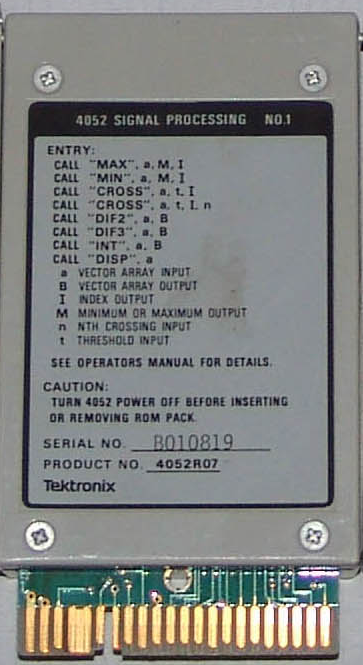 4052 SIGNAL PROCESSING NO.1
ENTRY:
CALL "MAX", a, M, I
CALL "MIN", a, M, I
CALL "CROSS", a, t, I
CALL "CROSS", a, t, I, n
CALL "DIF2", a, B
CALL "DIF3", a, B
CALL "INT", a, B
CALL "DISP", a
a VECTOR ARRAY INPUT
B VECTOR ARRAY OUTPUT
I INDEX OUTPUT
M MINIMUM OR MAXIMUM OUTPUT
n NTH CROSSING INPUT
t THRESHOLD INPUT
SEE OPERATORS MANUAL FOR DETAILS.
CAUTION:
TURN 4052 POWER OFF BEFORE INSERTING
OR REMOVING ROM PACK.
SERIAL NO. B010819
PRODUCT NO. 4052R07
Tektronix